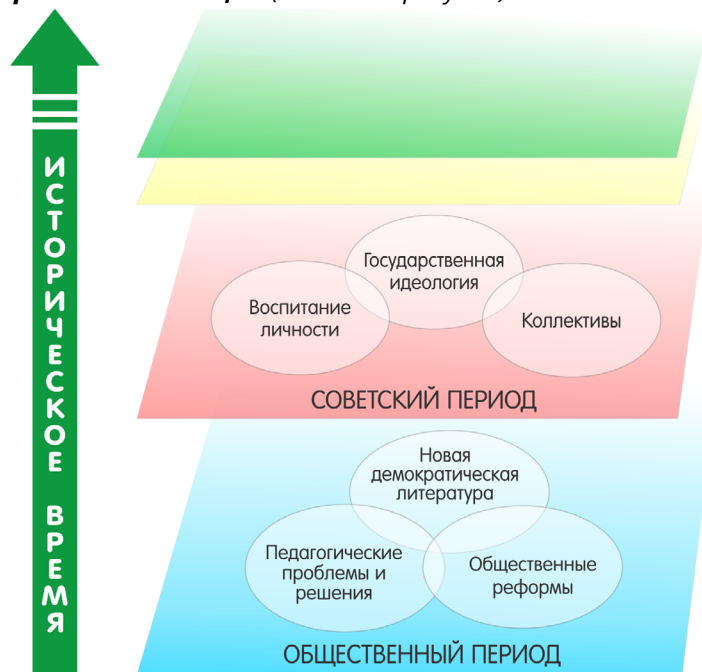 ИСТОРИЧЕСКОЕ ВРЕМЯ
Государственная
идеология
Воспитание
личности
Коллективы
СОВЕТСКИЙ ПЕРИОД
Новая
демократическая
литература
Педагогические
проблемы и
решения
Общественные
реформы
ОБЩЕСТВЕННЫЙ ПЕРИОД